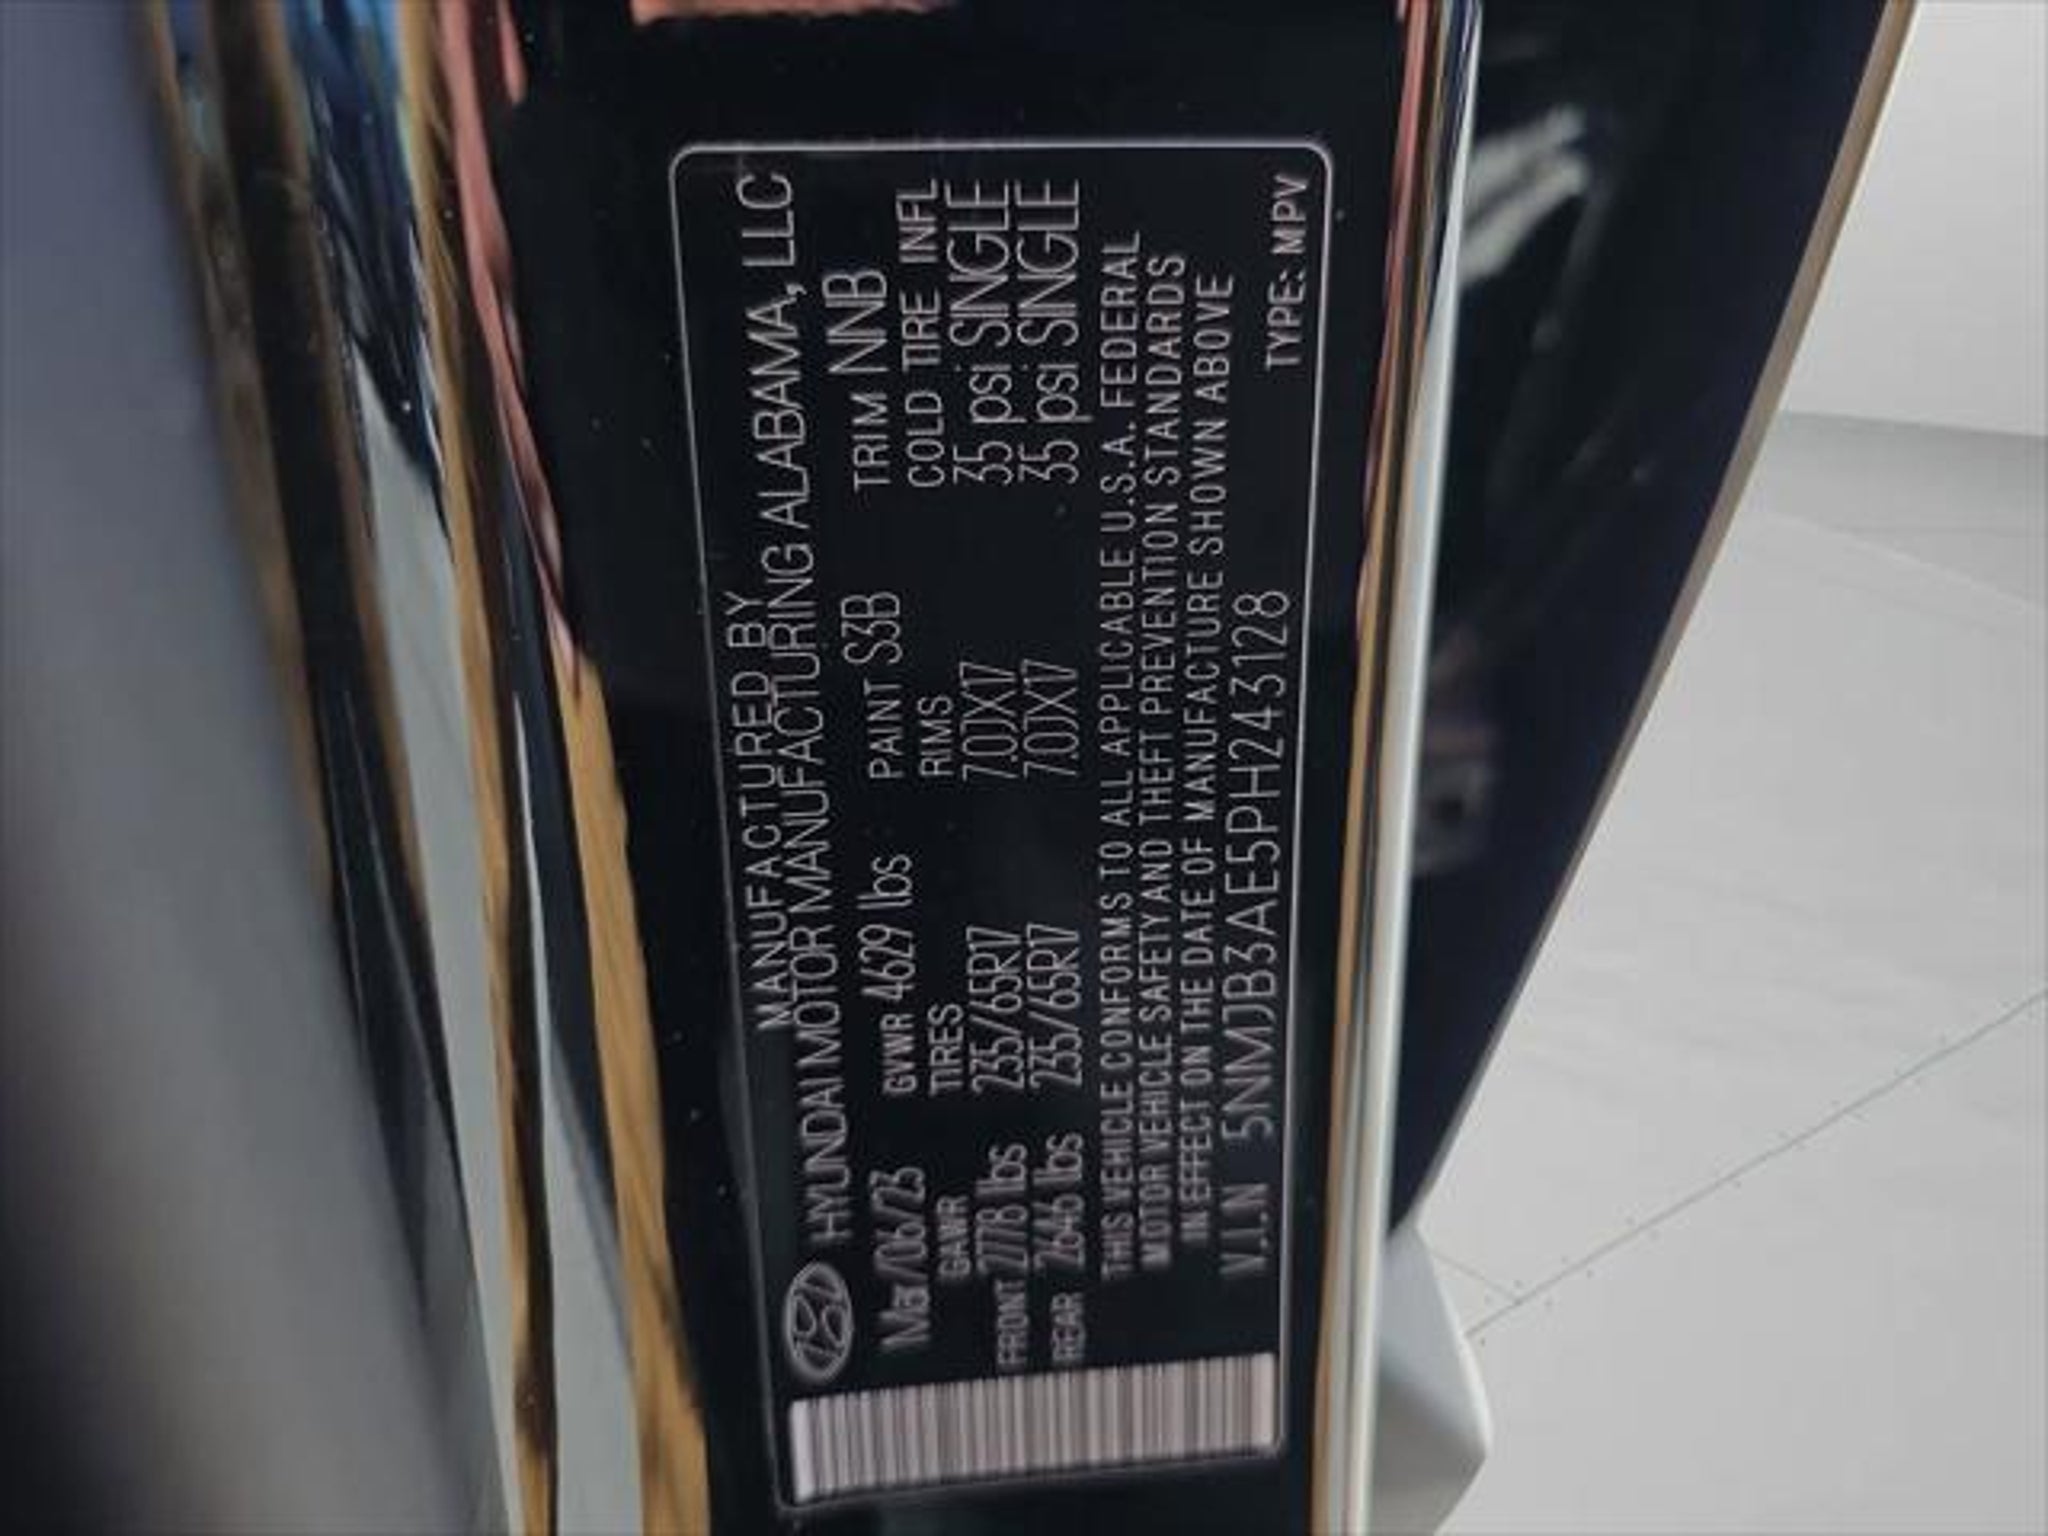 MANUFACTURED BY
HYUNDAI MOTOR MANUFACTURING ALABAMA, LLC
Mar/06/23 GVWR 4629 lbs PAINT S3B TRIM NNB
GAWR TIRES RIMS COLD TIRE INFL
FRONT 2778 lbs 235/65R17 7.0JX17 35 psi SINGLE
REAR 2646 lbs 235/65R17 7.0JX17 35 psi SINGLE
THIS VEHICLE CONFORMS TO ALL APPLICABLE U.S.A. FEDERAL
MOTOR VEHICLE SAFETY AND THEFT PREVENTION STANDARDS
IN EFFECT ON THE DATE OF MANUFACTURE SHOWN ABOVE
V.I.N 5NMJB3AE5PH243128
TYPE: MPV